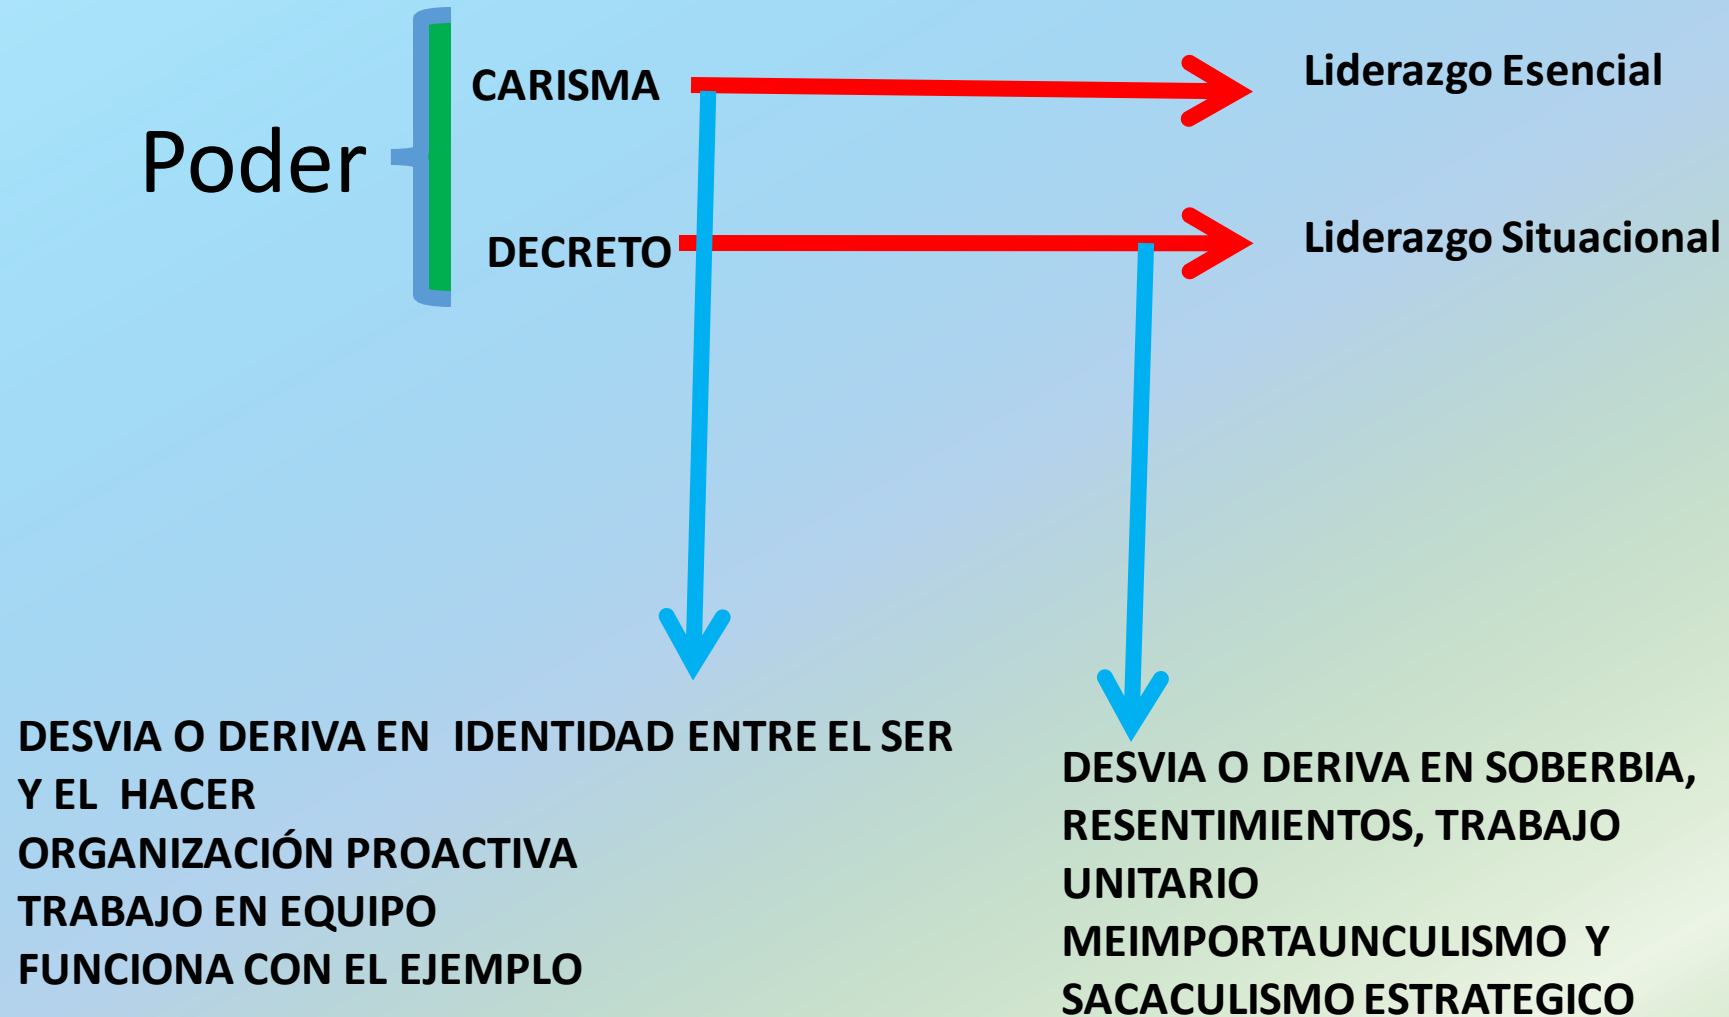 Poder
CARISMA
Liderazgo Esencial
DECRETO
Liderazgo Situacional
DESVIA O DERIVA EN IDENTIDAD ENTRE EL SER
Y EL HACER
ORGANIZACIÓN PROACTIVA
TRABAJO EN EQUIPO
FUNCIONA CON EL EJEMPLO
DESVIA O DERIVA EN SOBERBIA,
RESENTIMIENTOS, TRABAJO
UNITARIO
MEIMPORTAUNCULISMO Y
SACACULISMO ESTRATEGICO